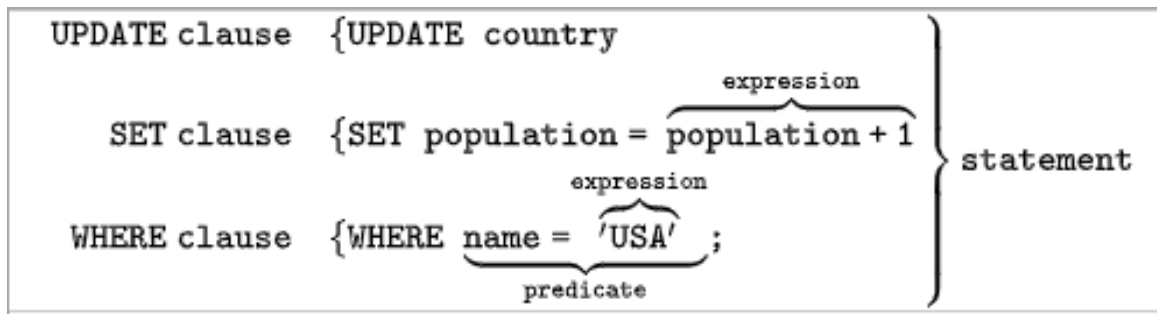 UPDATE clause {UPDATE country
expression
SET clause {SET population = population + 1
statement
expression
WHERE clause {WHERE name = 'USA' ;
predicate